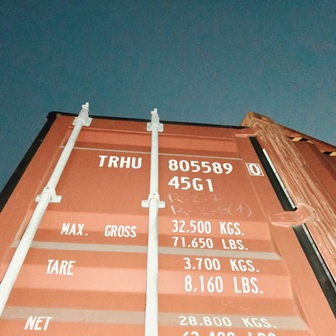 TRHU 805589 0
45G1
MAX. GROSS 32.500 KGS.
71.650 LBS.
TARE 3.700 KGS.
8,160 LBS.
NET 28.800 KGS.